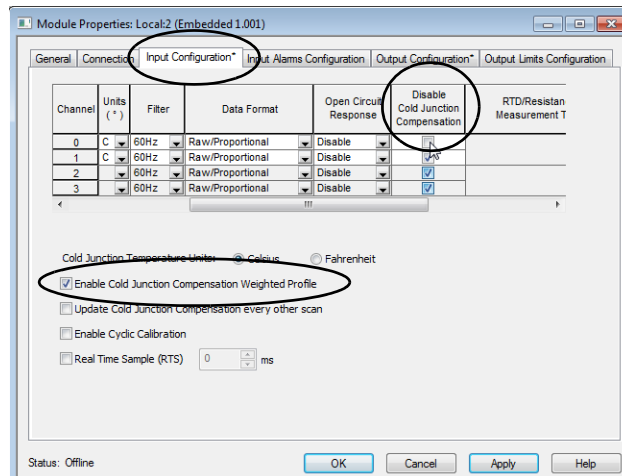 Module Properties: Local:2 (Embedded 1.001)
General Connection Input Configuration* Input Alarms Configuration Output Configuration* Output Limits Configuration
Channel Units (°) Filter Data Format Open Circuit Response Disable Cold Junction Compensation RTD/Resistan Measurement T
0 C 60Hz Raw/Proportional Disable
1 C 60Hz Raw/Proportional Disable
2 60Hz Raw/Proportional Disable
3 60Hz Raw/Proportional Disable
Cold Junction Temperature Units: Celsius Fahrenheit
Enable Cold Junction Compensation Weighted Profile
Update Cold Junction Compensation every other scan
Enable Cyclic Calibration
Real Time Sample (RTS) 0 ms
Status: Offline OK Cancel Apply Help